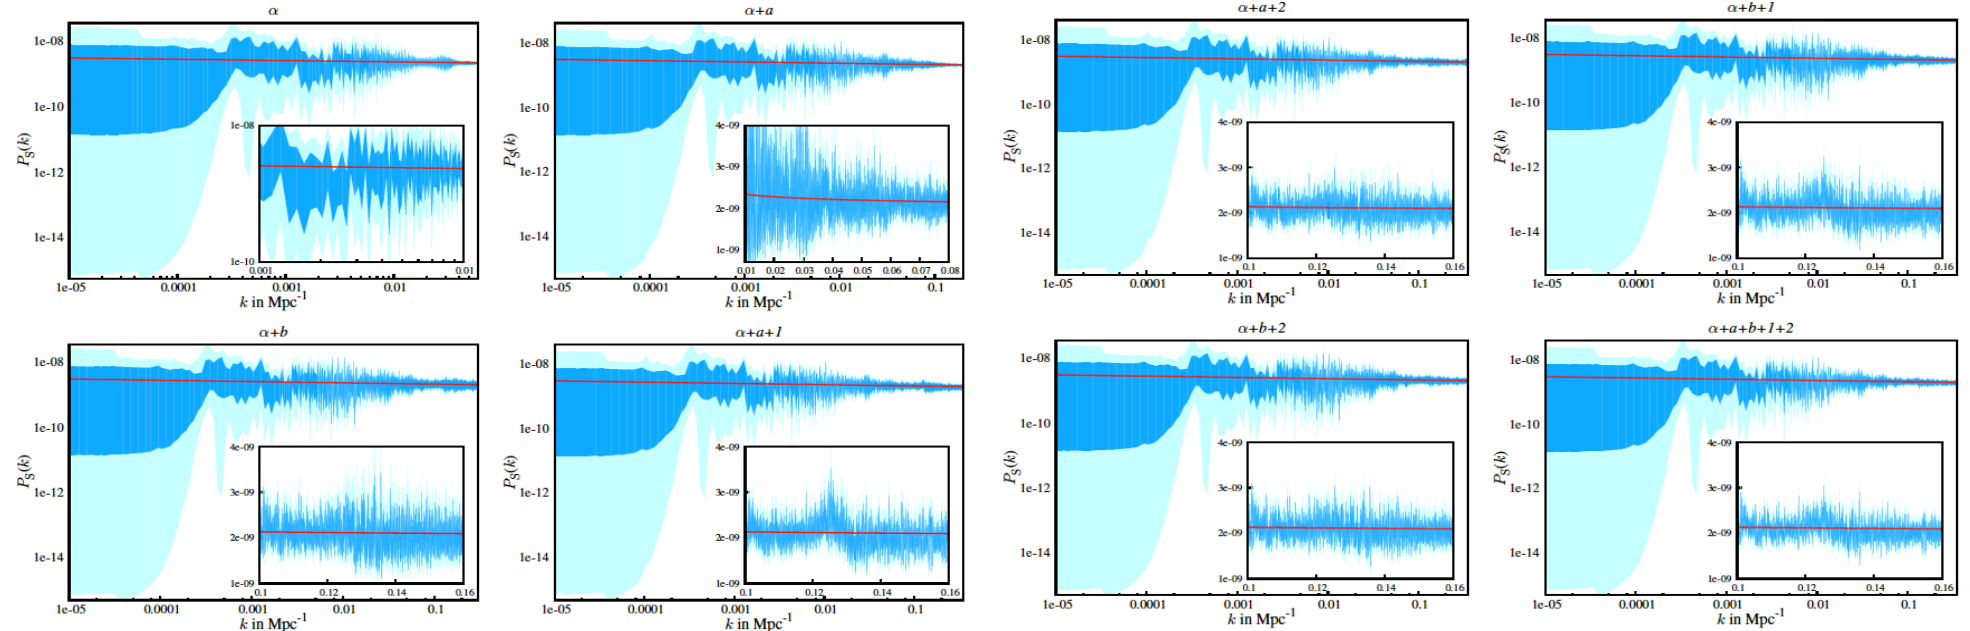 α
1e-08
1e-10
1e-12
1e-14
P_S(k)
1e-08
1e-10
0.001
0.01
1e-05
0.0001
0.001
0.01
k in Mpc⁻¹
α+a
1e-08
1e-10
1e-12
1e-14
P_S(k)
4e-09
3e-09
2e-09
1e-09
0.01 0.02 0.03 0.04 0.05 0.06 0.07 0.08
1e-05 0.0001 0.001 0.01 0.1
k in Mpc⁻¹
α+a+2
1e-08
1e-10
1e-12
1e-14
P_S(k)
4e-09
3e-09
2e-09
1e-09
0.1 0.12 0.14 0.16
1e-05 0.0001 0.001 0.01 0.1
k in Mpc⁻¹
α+b+1
1e-08
1e-10
1e-12
1e-14
P_S(k)
4e-09
3e-09
2e-09
1e-09
0.1 0.12 0.14 0.16
1e-05 0.0001 0.001 0.01 0.1
k in Mpc⁻¹
α+b
1e-08
1e-10
1e-12
1e-14
P_S(k)
4e-09
3e-09
2e-09
1e-09
0.1 0.12 0.14 0.16
1e-05 0.0001 0.001 0.01 0.1
k in Mpc⁻¹
α+a+1
1e-08
1e-10
1e-12
1e-14
P_S(k)
4e-09
3e-09
2e-09
1e-09
0.1 0.12 0.14 0.16
1e-05 0.0001 0.001 0.01 0.1
k in Mpc⁻¹
α+b+2
1e-08
1e-10
1e-12
1e-14
P_S(k)
4e-09
3e-09
2e-09
1e-09
0.1 0.12 0.14 0.16
1e-05 0.0001 0.001 0.01 0.1
k in Mpc⁻¹
α+a+b+1+2
1e-08
1e-10
1e-12
1e-14
P_S(k)
4e-09
3e-09
2e-09
1e-09
0.1 0.12 0.14 0.16
1e-05 0.0001 0.001 0.01 0.1
k in Mpc⁻¹